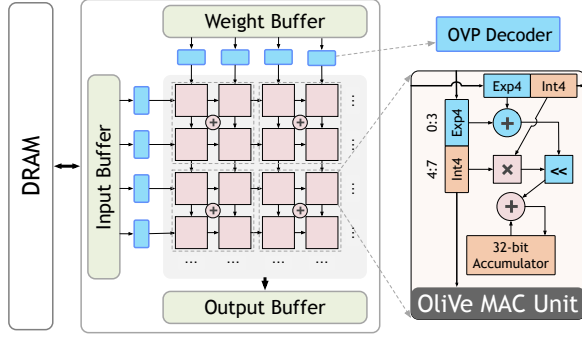 Weight Buffer
OVP Decoder
DRAM
Input Buffer
...
...
...
...
... ... ... ...
Output Buffer
Exp4 Int4
0:3 Exp4
+
4:7 Int4
×
<<
+
+
+
+
+
32-bit
Accumulator
OliVe MAC Unit